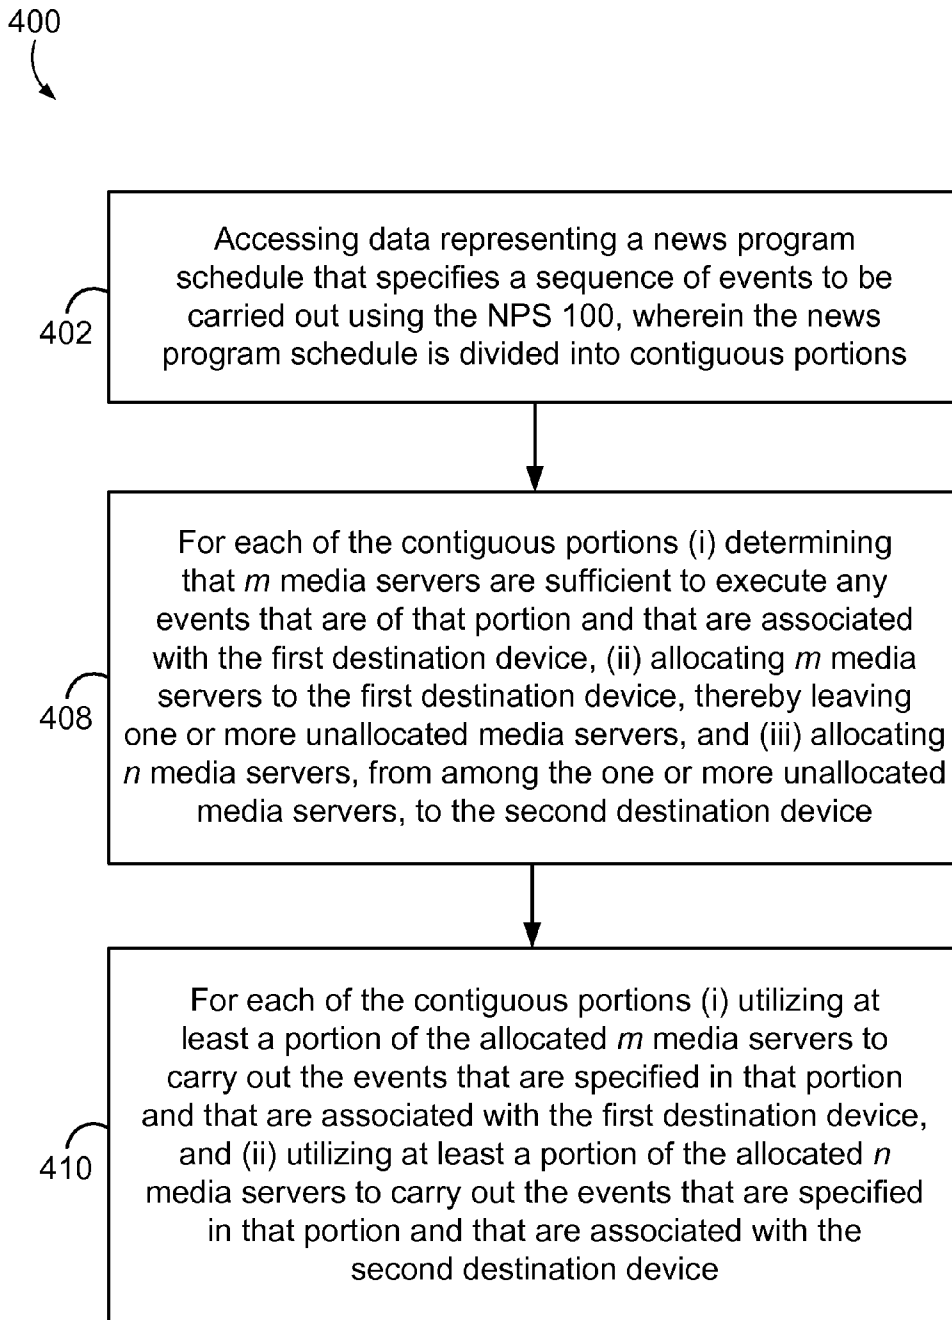 400
Accessing data representing a news program
schedule that specifies a sequence of events to be
carried out using the NPS 100, wherein the news
program schedule is divided into contiguous portions
402
For each of the contiguous portions (i) determining
that m media servers are sufficient to execute any
events that are of that portion and that are associated
with the first destination device, (ii) allocating m media
servers to the first destination device, thereby leaving
one or more unallocated media servers, and (iii) allocating
n media servers, from among the one or more unallocated
media servers, to the second destination device
408
For each of the contiguous portions (i) utilizing at
least a portion of the allocated m media servers to
carry out the events that are specified in that portion
and that are associated with the first destination device,
and (ii) utilizing at least a portion of the allocated n
media servers to carry out the events that are specified
in that portion and that are associated with the
second destination device
410